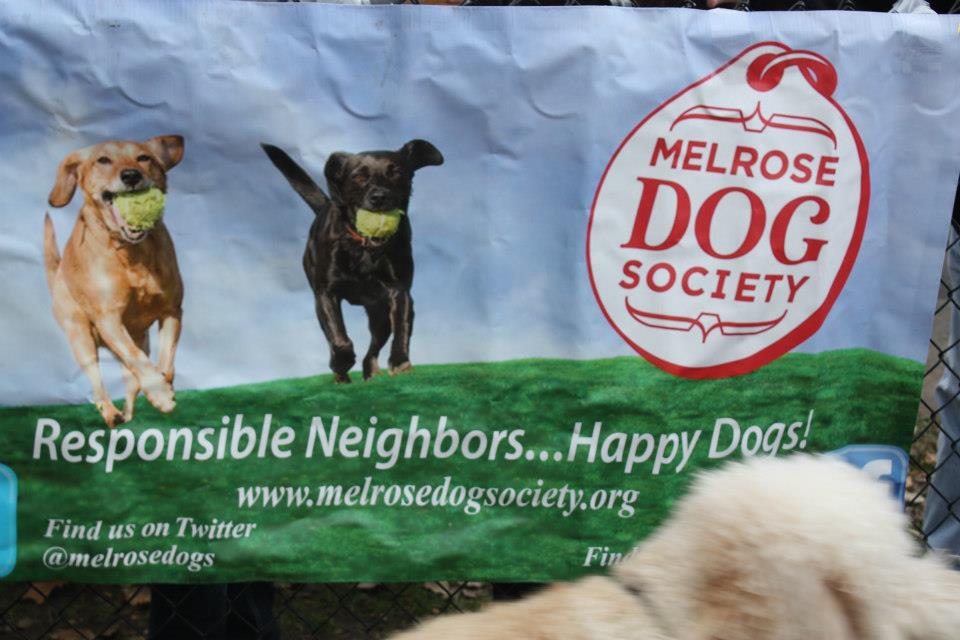 MELROSE
DOG
SOCIETY
Responsible Neighbors...Happy Dogs!
www.melrosedogsociety.org
Find us on Twitter
@melrosedogs